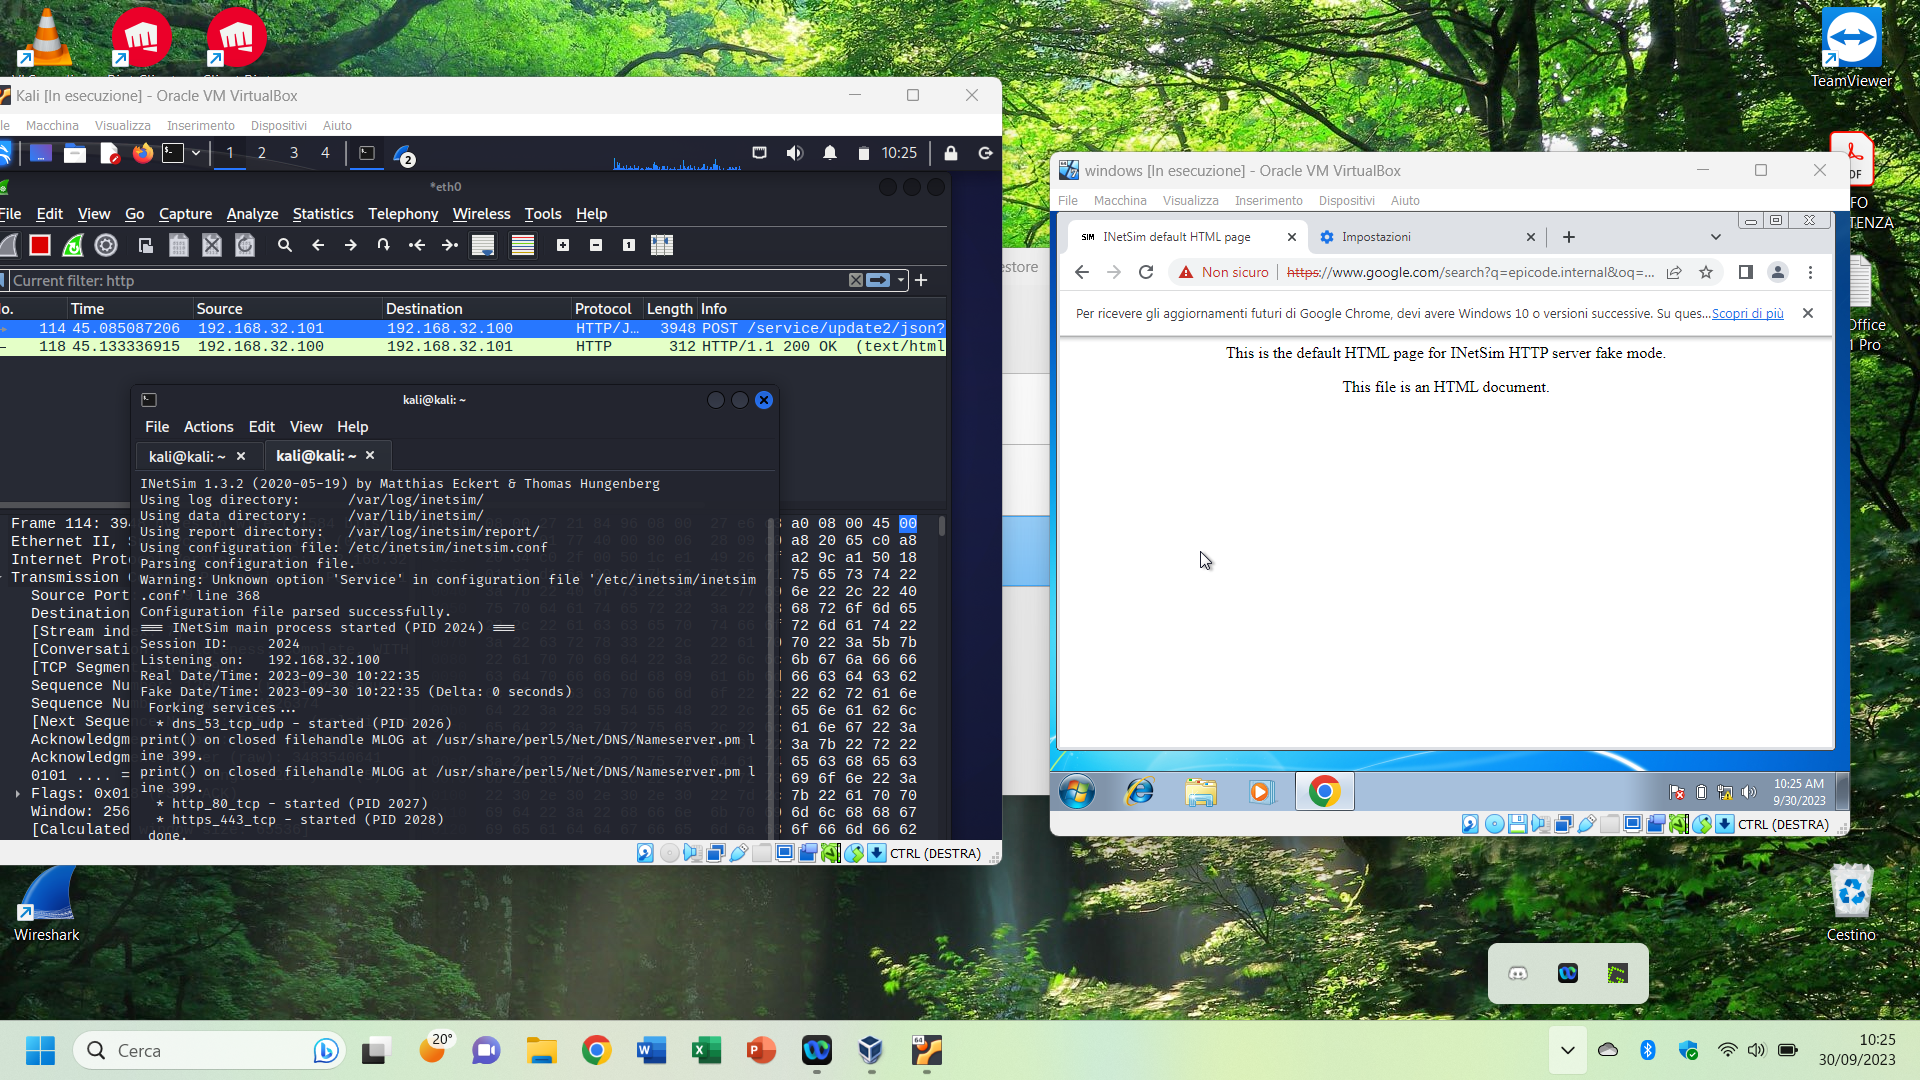 TeamViewer
Kali [In esecuzione] - Oracle VM VirtualBox
Macchina Visualizza Inserimento Dispositivi Aiuto
1 2 3 4 2 10:25
*eth0
File Edit View Go Capture Analyze Statistics Telephony Wireless Tools Help
Current filter: http
Time Source Destination Protocol Length Info
114 45.085087206 192.168.32.101 192.168.32.100 HTTP/J… 3948 POST /service/update2/json?
118 45.133336915 192.168.32.100 192.168.32.101 HTTP 312 HTTP/1.1 200 OK (text/html
kali@kali: ~
File Actions Edit View Help
kali@kali: ~ kali@kali: ~
INetSim 1.3.2 (2020-05-19) by Matthias Eckert & Thomas Hungenberg
Using log directory: /var/log/inetsim/
Using data directory: /var/lib/inetsim/
Using report directory: /var/log/inetsim/report/
Using configuration file: /etc/inetsim/inetsim.conf
Parsing configuration file.
Warning: Unknown option 'Service' in configuration file '/etc/inetsim/inetsim
.conf' line 368
Configuration file parsed successfully.
=== INetSim main process started (PID 2024) ===
Session ID: 2024
Listening on: 192.168.32.100
Real Date/Time: 2023-09-30 10:22:35
Fake Date/Time: 2023-09-30 10:22:35 (Delta: 0 seconds)
Forking services...
* dns_53_tcp_udp - started (PID 2026)
print() on closed filehandle MLOG at /usr/share/perl5/Net/DNS/Nameserver.pm l
ine 399.
print() on closed filehandle MLOG at /usr/share/perl5/Net/DNS/Nameserver.pm l
ine 399.
* http_80_tcp - started (PID 2027)
* https_443_tcp - started (PID 2028)
done.
Frame 114: 39
Ethernet II,
Internet Prot
Transmission
Source Port
Destination
[Stream ind
[Conversati
[TCP Segmen
Sequence Nu
Sequence Nu
[Next Seque
Acknowledgm
Acknowledgm
0101 .... =
Flags: 0x01
Window: 256
[Calculated
a0 08 00 45 00
a8 20 65 c0 a8
a2 9c a1 50 18
75 65 73 74 22
6e 22 2c 22 40
68 72 6f 6d 65
72 6d 61 74 22
70 22 3a 5b 7b
6b 67 6a 66 66
66 63 64 63 62
22 62 72 61 6e
65 6e 61 62 6c
61 6e 67 22 3a
3a 7b 22 72 22
65 63 68 65 63
69 6f 6e 22 3a
7b 22 61 70 70
6d 6c 68 68 67
6f 66 6d 66 62
CTRL (DESTRA)
estore
windows [In esecuzione] - Oracle VM VirtualBox
File Macchina Visualizza Inserimento Dispositivi Aiuto
SIM INetSim default HTML page Impostazioni
Non sicuro https://www.google.com/search?q=epicode.internal&oq=...
Per ricevere gli aggiornamenti futuri di Google Chrome, devi avere Windows 10 o versioni successive. Su ques... Scopri di più
This is the default HTML page for INetSim HTTP server fake mode.
This file is an HTML document.
10:25 AM
9/30/2023
CTRL (DESTRA)
Wireshark
Cestino
Cerca
20°
10:25
30/09/2023